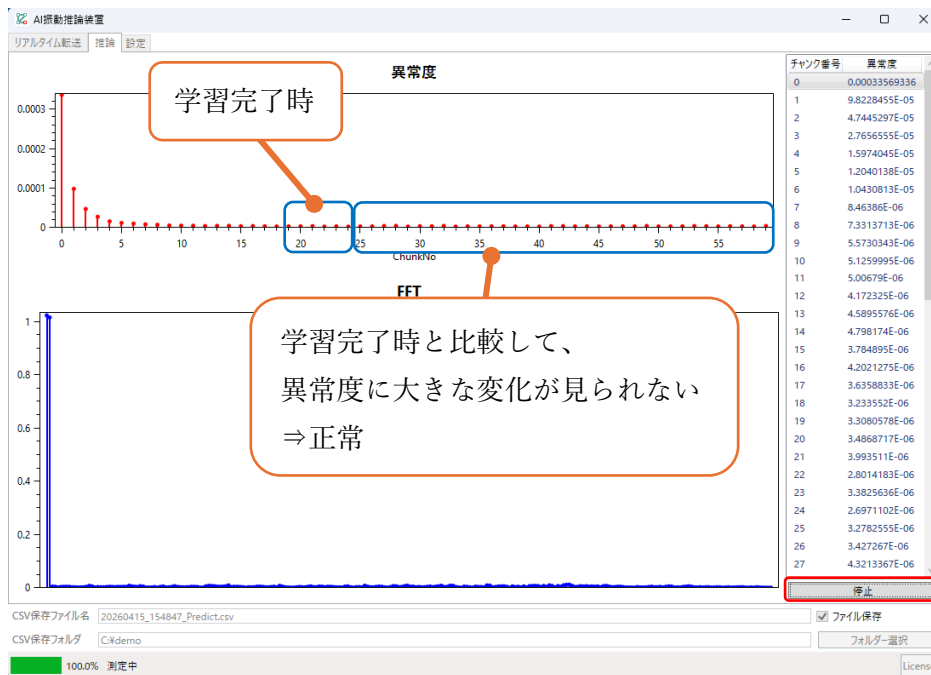 AI振動推論装置
リアルタイム転送 推論 設定
異常度
学習完了時
0.0003
0.0002
0.0001
0
0 5 10 15 20 25 30 35 40 45 50 55
ChunkNo
FFT
学習完了時と比較して、
異常度に大きな変化が見られない
⇒正常
1
0.8
0.6
0.4
0.2
0
チャンク番号 異常度
0 0.00033569336
1 9.8228455E-05
2 4.7445297E-05
3 2.7656555E-05
4 1.5974045E-05
5 1.2040138E-05
6 1.0430813E-05
7 8.46386E-06
8 7.3313713E-06
9 5.5730343E-06
10 5.1259995E-06
11 5.00679E-06
12 4.172325E-06
13 4.5895576E-06
14 4.798174E-06
15 3.784895E-06
16 4.2021275E-06
17 3.6358833E-06
18 3.233552E-06
19 3.3080578E-06
20 3.4868717E-06
21 3.993511E-06
22 2.8014183E-06
23 3.3825636E-06
24 2.6971102E-06
25 3.2782555E-06
26 3.427267E-06
27 4.3213367E-06
停止
CSV保存ファイル名 20260415_154847_Predict.csv
ファイル保存
CSV保存フォルダ C:¥demo
フォルダー選択
100.0% 測定中
Licens